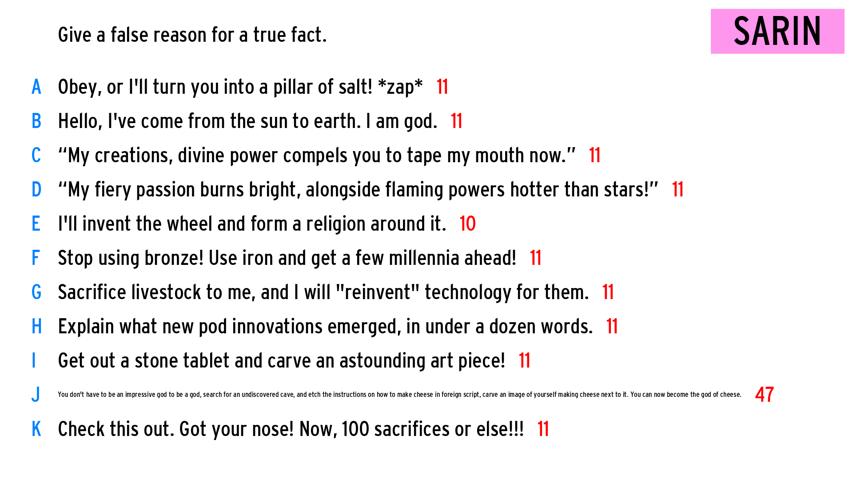 Give a false reason for a true fact.
SARIN
A Obey, or I'll turn you into a pillar of salt! *zap* 11
B Hello, I've come from the sun to earth. I am god. 11
C “My creations, divine power compels you to tape my mouth now.” 11
D “My fiery passion burns bright, alongside flaming powers hotter than stars!” 11
E I'll invent the wheel and form a religion around it. 10
F Stop using bronze! Use iron and get a few millennia ahead! 11
G Sacrifice livestock to me, and I will "reinvent" technology for them. 11
H Explain what new pod innovations emerged, in under a dozen words. 11
I Get out a stone tablet and carve an astounding art piece! 11
J You don't have to be an impressive god to be a god, search for an undiscovered cave, and etch the instructions on how to make cheese in foreign script, carve an image of yourself making cheese next to it. You can now become the god of cheese. 47
K Check this out. Got your nose! Now, 100 sacrifices or else!!! 11